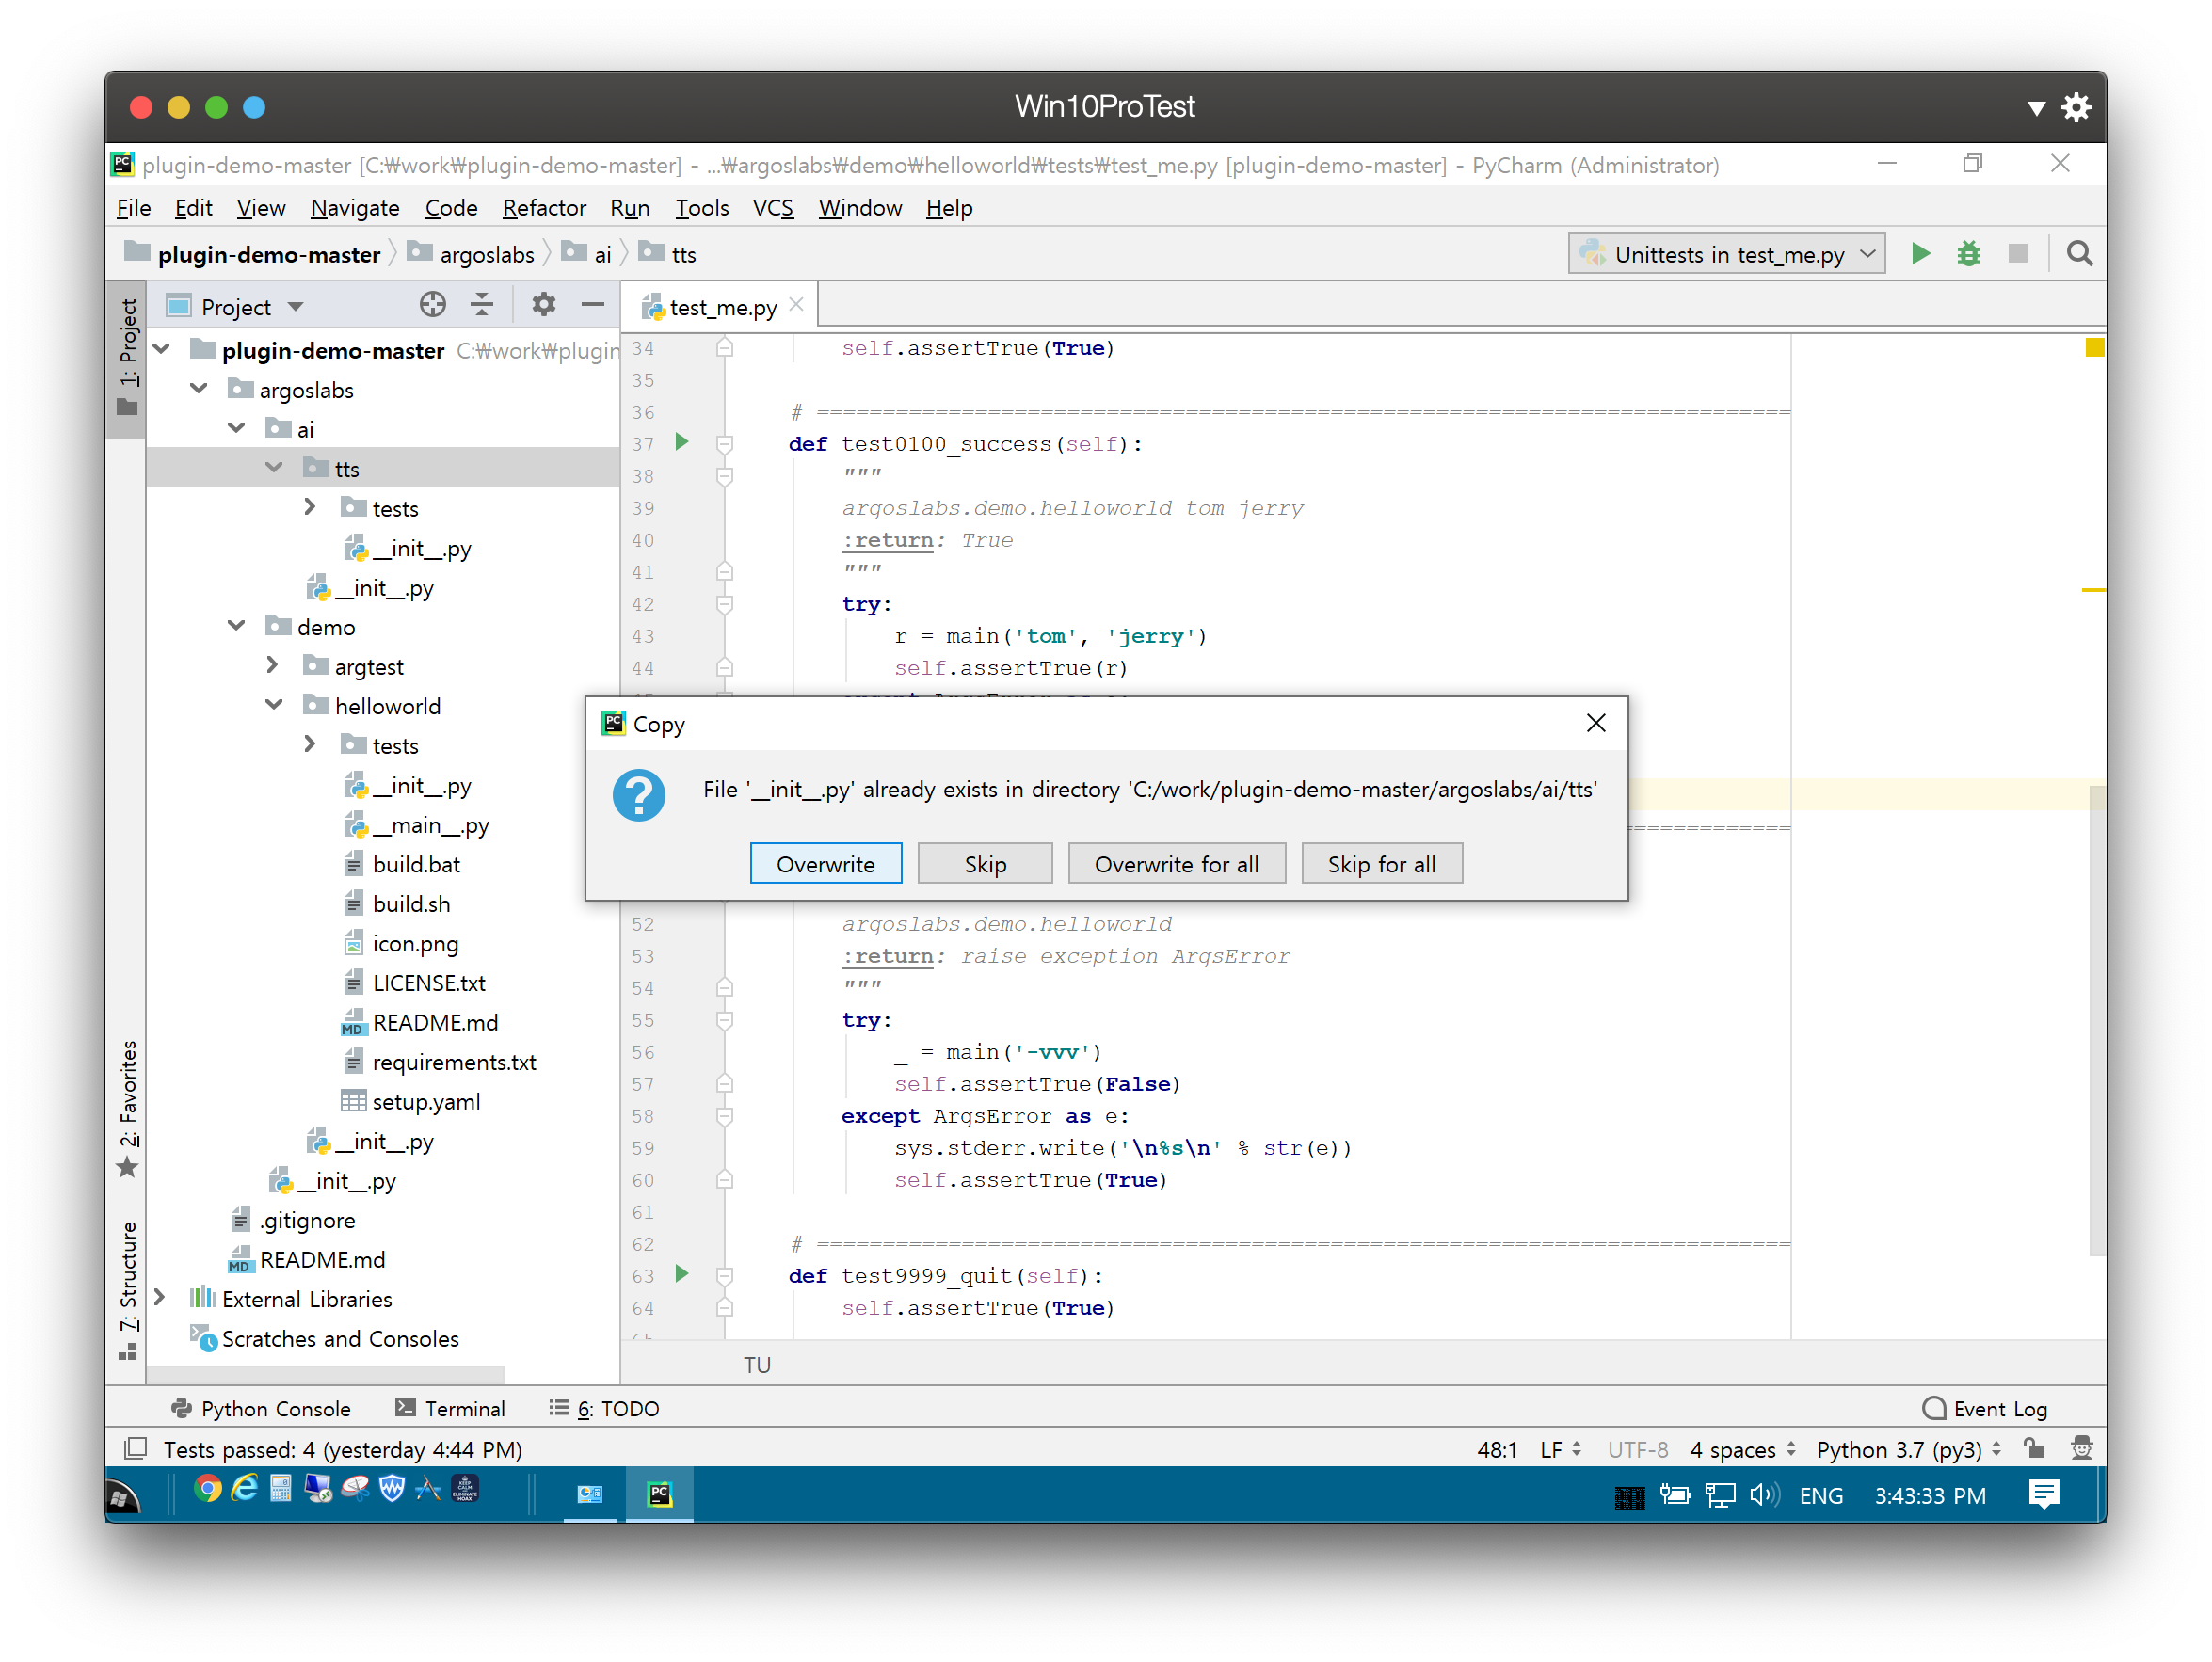 Win10ProTest
PC plugin-demo-master [C:₩work₩plugin-demo-master] - ...₩argoslabs₩demo₩helloworld₩tests₩test_me.py [plugin-demo-master] - PyCharm (Administrator)
File Edit View Navigate Code Refactor Run Tools VCS Window Help
plugin-demo-master argoslabs ai tts Unittests in test_me.py
1: Project
Project
plugin-demo-master C:₩work₩plugin
argoslabs
ai
tts
tests
__init__.py
__init__.py
demo
argtest
helloworld
tests
__init__.py
__main__.py
build.bat
build.sh
icon.png
LICENSE.txt
MD README.md
requirements.txt
setup.yaml
__init__.py
__init__.py
.gitignore
MD README.md
External Libraries
Scratches and Consoles
2: Favorites
7: Structure
test_me.py
34 self.assertTrue(True)
35
36 # ==========================================================================
37 def test0100_success(self):
38 """
39 argoslabs.demo.helloworld tom jerry
40 :return: True
41 """
42 try:
43 r = main('tom', 'jerry')
44 self.assertTrue(r)
PC Copy
File '__init__.py' already exists in directory 'C:/work/plugin-demo-master/argoslabs/ai/tts'
Overwrite Skip Overwrite for all Skip for all
52 argoslabs.demo.helloworld
53 :return: raise exception ArgsError
54 """
55 try:
56 _ = main('-vvv')
57 self.assertTrue(False)
58 except ArgsError as e:
59 sys.stderr.write('\n%s\n' % str(e))
60 self.assertTrue(True)
61
62 # ==========================================================================
63 def test9999_quit(self):
64 self.assertTrue(True)
TU
Python Console Terminal 6: TODO Event Log
Tests passed: 4 (yesterday 4:44 PM) 48:1 LF UTF-8 4 spaces Python 3.7 (py3)
PC ENG 3:43:33 PM